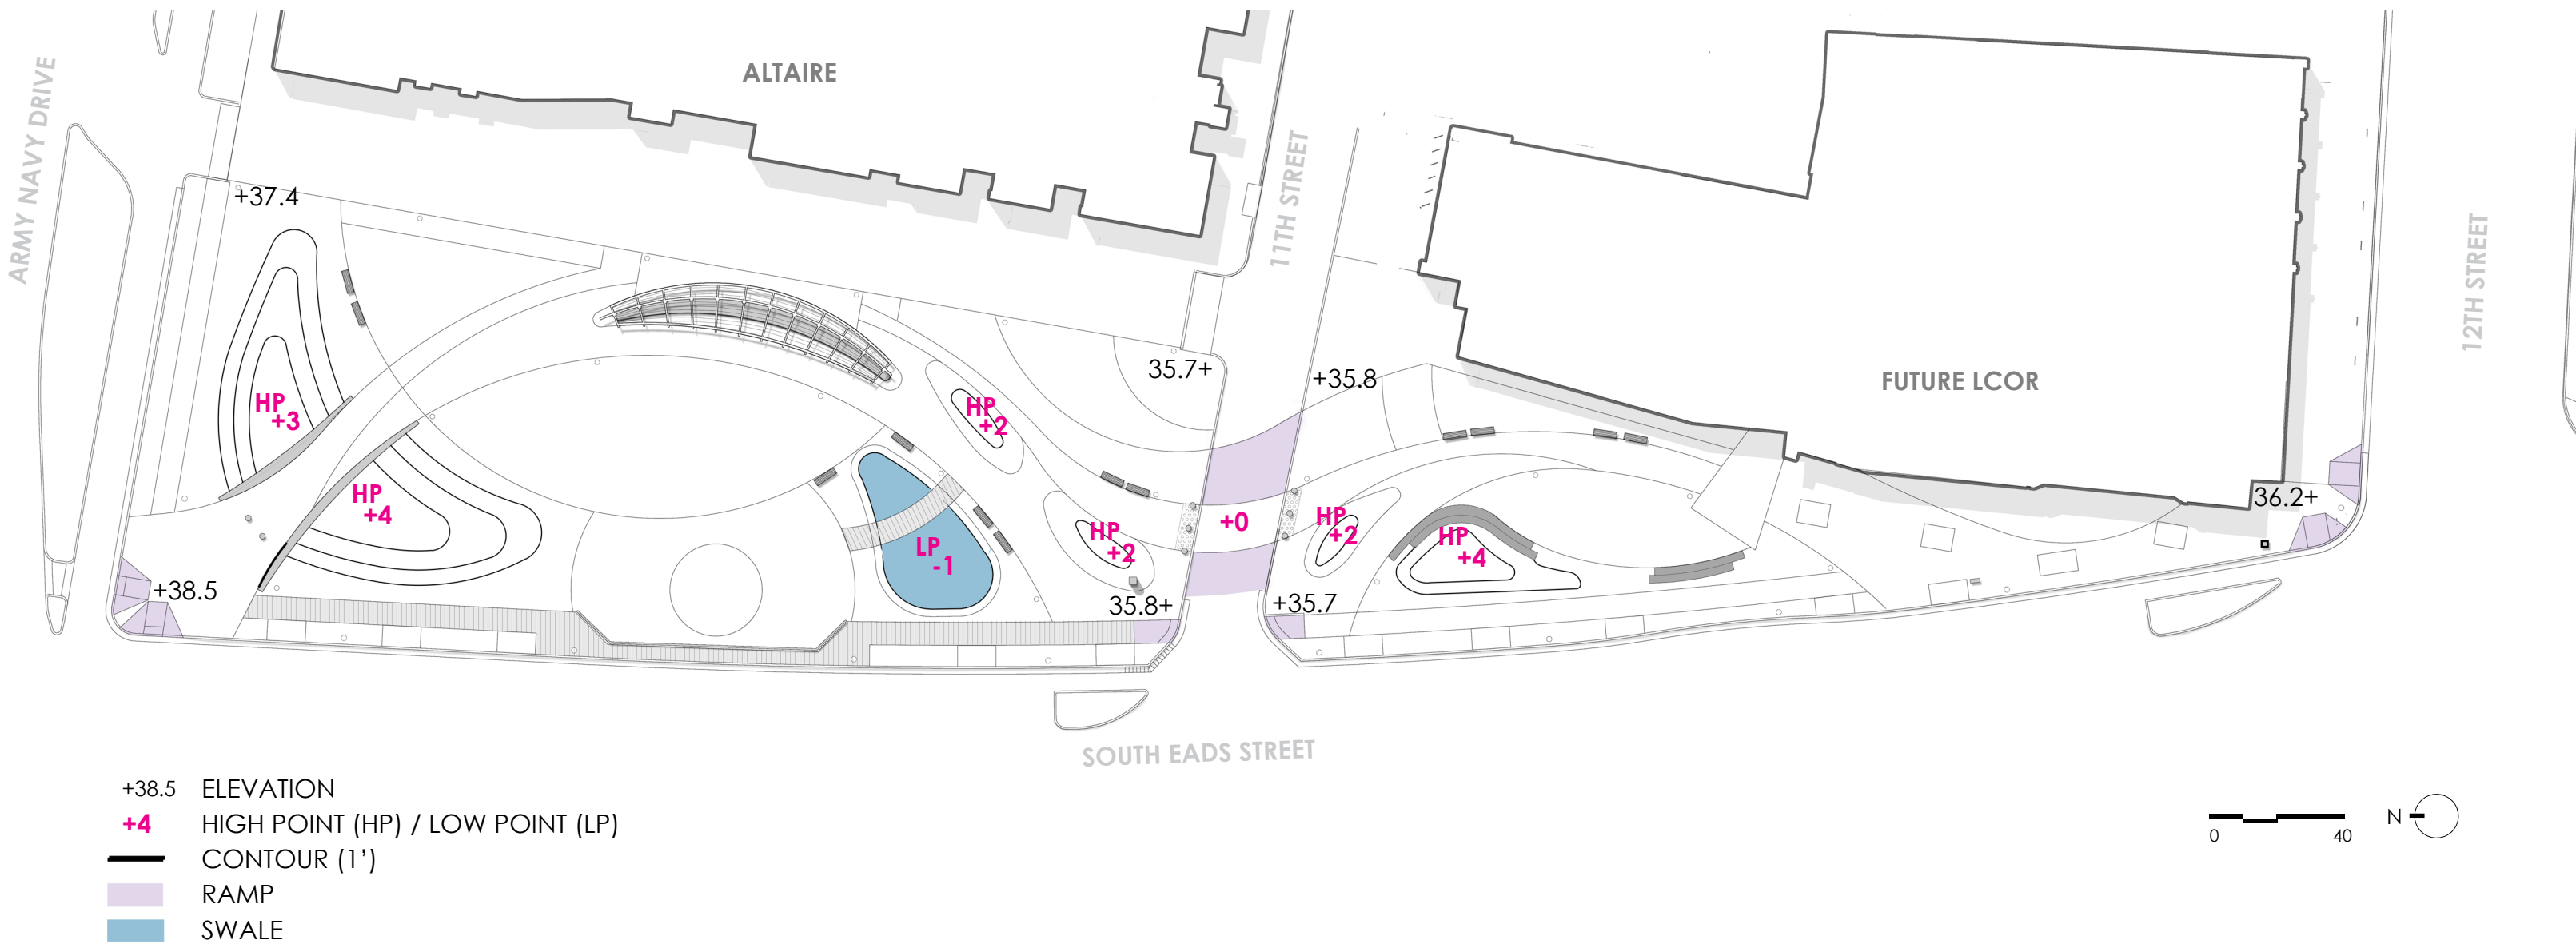 ALTAIRE
ARMY NAVY DRIVE
11TH STREET
12TH STREET
+37.4
35.7+
+35.8
FUTURE LCOR
HP
+3
HP
+2
HP
+4
36.2+
+0
HP
+2
HP
+2
HP
+4
LP
-1
+38.5
35.8+
+35.7
SOUTH EADS STREET
+38.5 ELEVATION
+4 HIGH POINT (HP) / LOW POINT (LP)
CONTOUR (1')
RAMP
SWALE
0 40
N